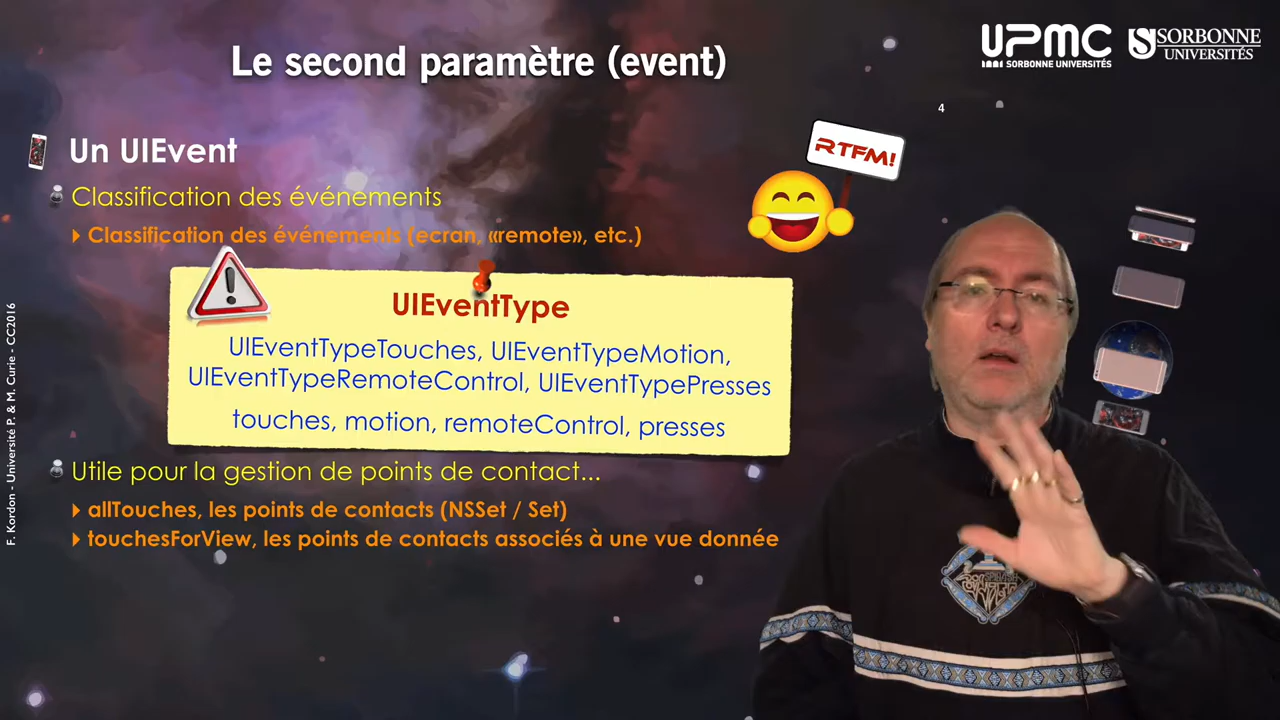 Le second paramètre (event)
UPMC
SORBONNE UNIVERSITÉS
SORBONNE
UNIVERSITÉS
4
RTFM!
Un UIEvent
Classification des événements
Classification des événements (ecran, «remote», etc.)
UIEventType
UIEventTypeTouches, UIEventTypeMotion,
UIEventTypeRemoteControl, UIEventTypePresses
touches, motion, remoteControl, presses
Utile pour la gestion de points de contact...
allTouches, les points de contacts (NSSet / Set)
touchesForView, les points de contacts associés à une vue donnée
F. Kordon - Université P. & M. Curie - CC2016